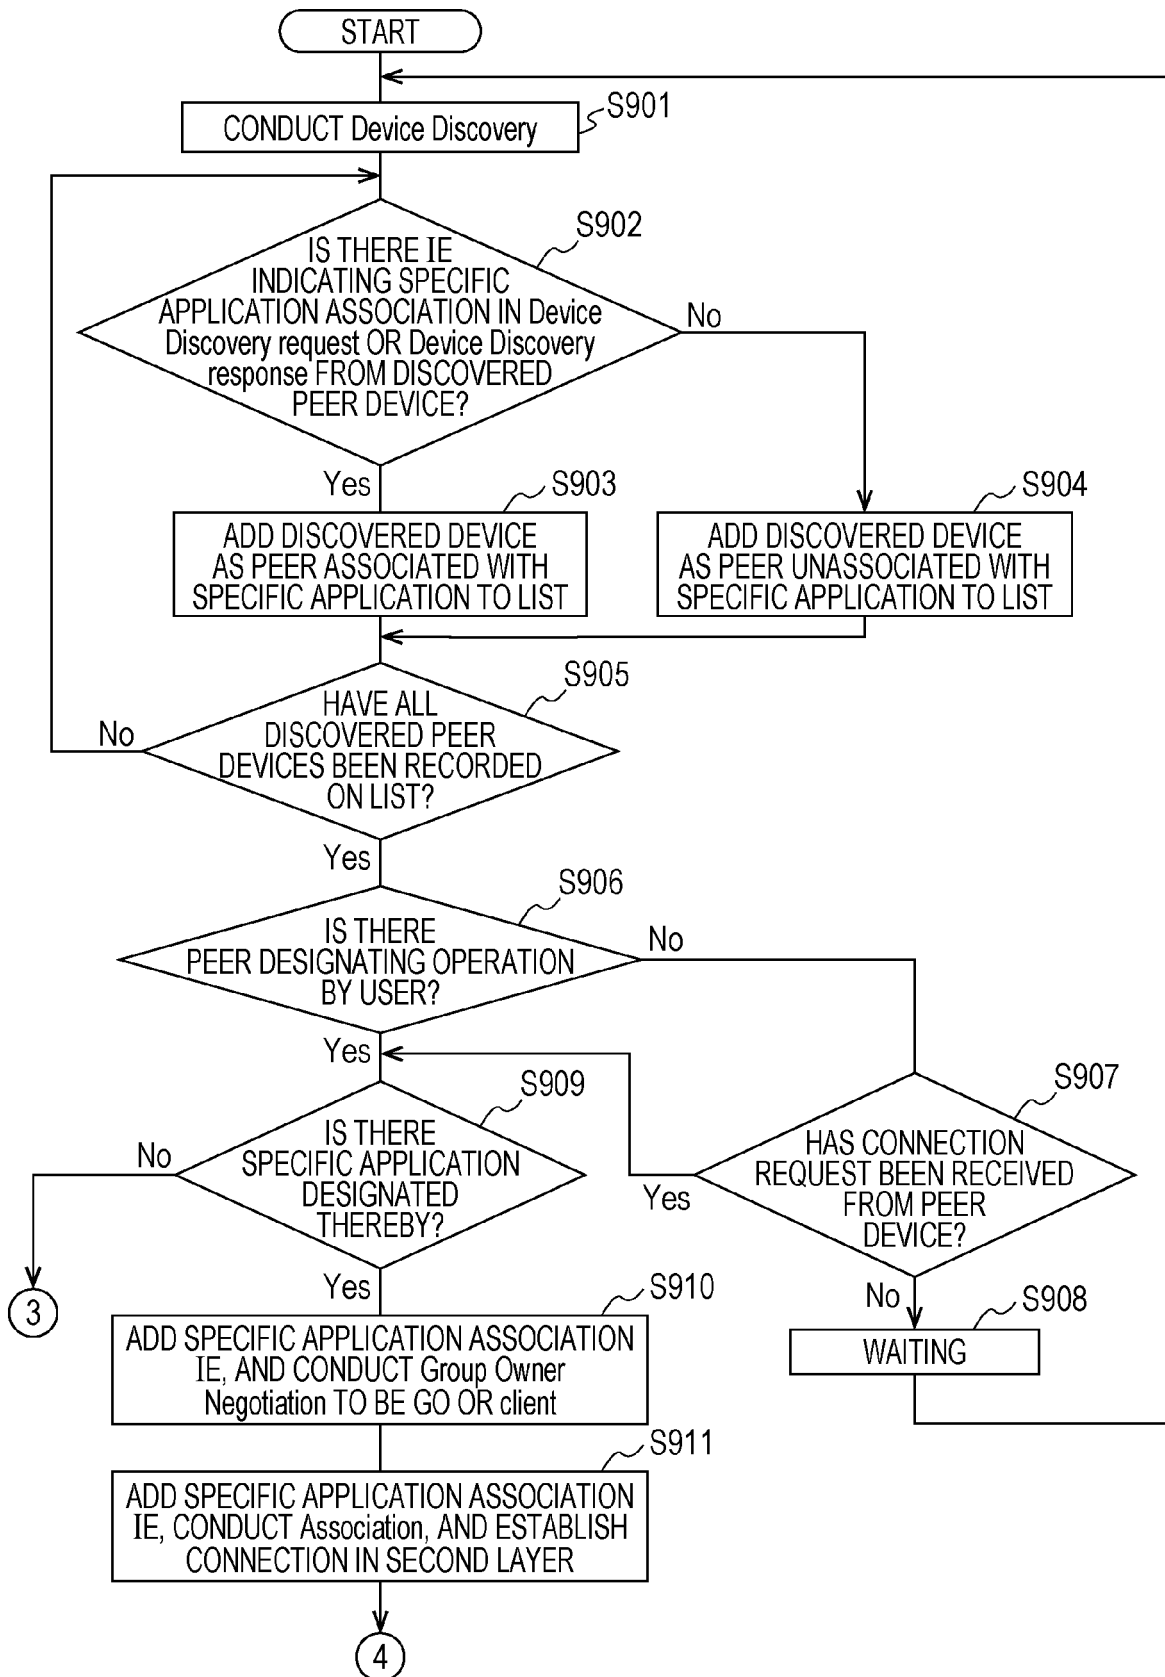 START
CONDUCT Device Discovery
S901
IS THERE IE
INDICATING SPECIFIC
APPLICATION ASSOCIATION IN Device
Discovery request OR Device Discovery
response FROM DISCOVERED
PEER DEVICE?
S902
No
Yes
S903
S904
ADD DISCOVERED DEVICE
AS PEER ASSOCIATED WITH
SPECIFIC APPLICATION TO LIST
ADD DISCOVERED DEVICE
AS PEER UNASSOCIATED WITH
SPECIFIC APPLICATION TO LIST
S905
HAVE ALL
DISCOVERED PEER
DEVICES BEEN RECORDED
ON LIST?
No
Yes
S906
IS THERE
PEER DESIGNATING OPERATION
BY USER?
No
Yes
S909
IS THERE
SPECIFIC APPLICATION
DESIGNATED
THEREBY?
No
S907
HAS CONNECTION
REQUEST BEEN RECEIVED
FROM PEER
DEVICE?
Yes
3
Yes
No
S910
S908
ADD SPECIFIC APPLICATION ASSOCIATION
IE, AND CONDUCT Group Owner
Negotiation TO BE GO OR client
WAITING
S911
ADD SPECIFIC APPLICATION ASSOCIATION
IE, CONDUCT Association, AND ESTABLISH
CONNECTION IN SECOND LAYER
4